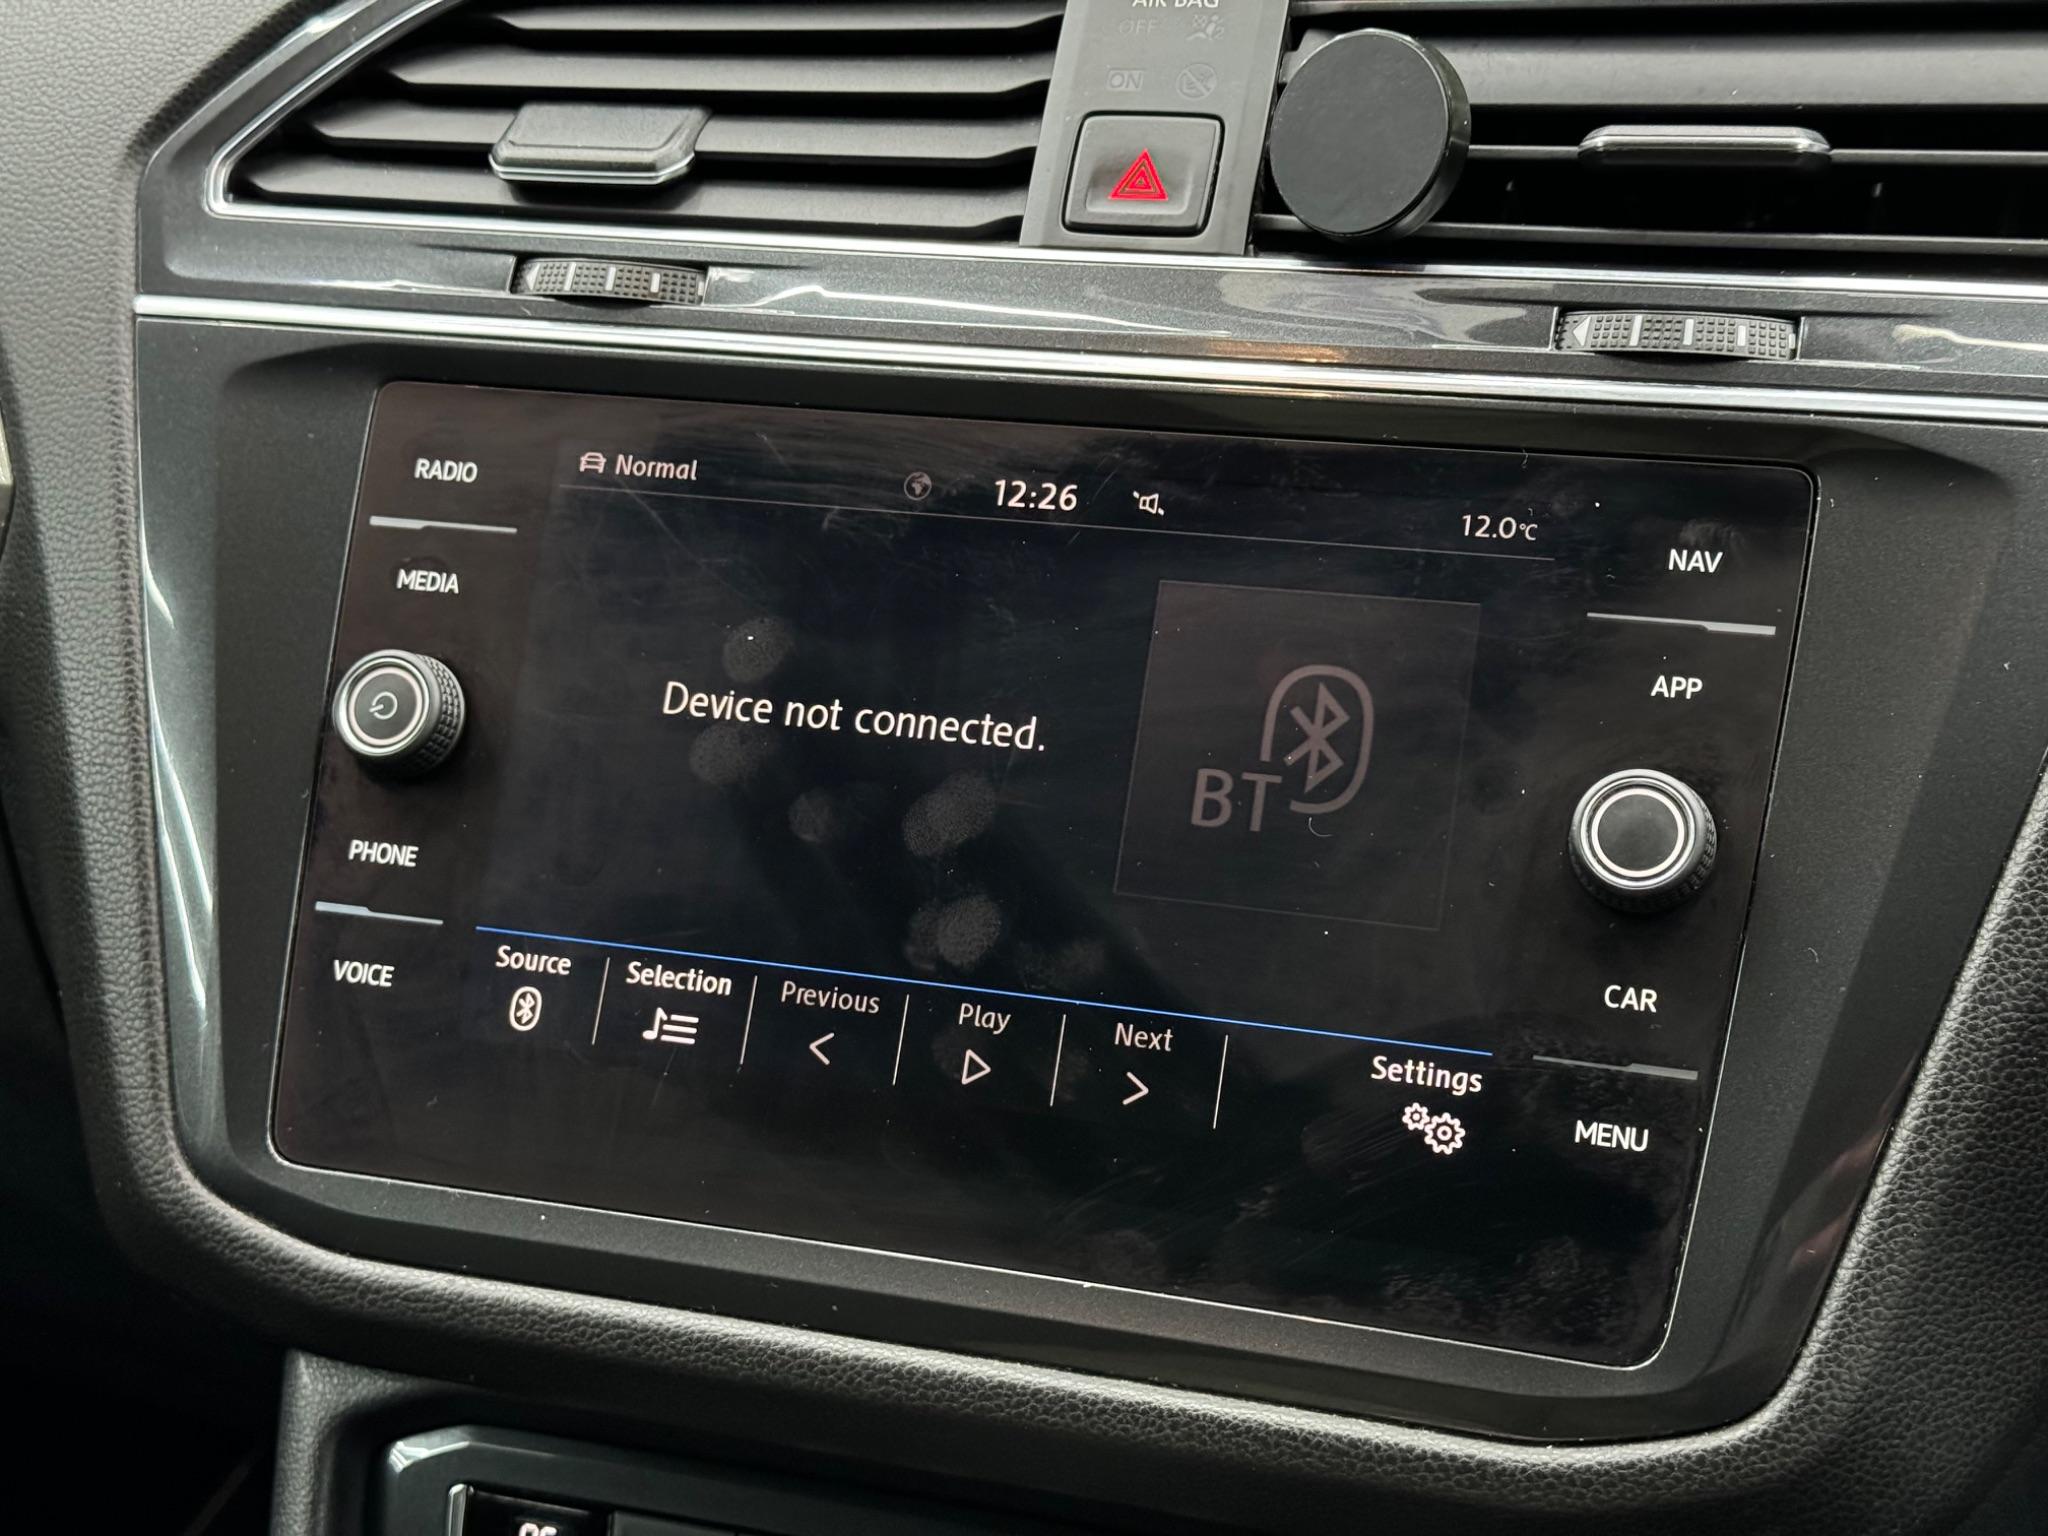 AIR BAG
OFF
ON
RADIO
Normal
12:26
12.0°C
NAV
MEDIA
APP
Device not connected.
BT
PHONE
CAR
VOICE
Source
Selection
Previous
Play
Next
Settings
MENU